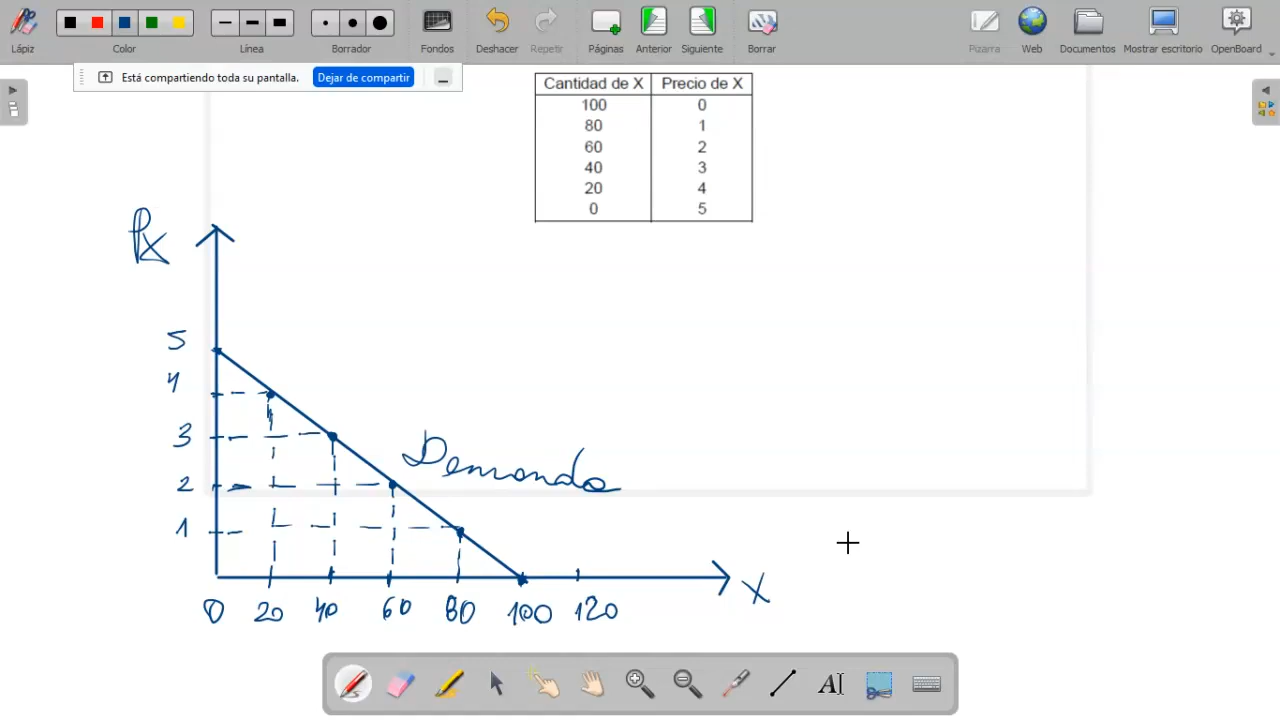 Lápiz Color Línea Borrador Fondos Deshacer Repetir Páginas Anterior Siguiente Borrar Pizarra Web Documentos Mostrar escritorio OpenBoard
Está compartiendo toda su pantalla. Dejar de compartir
Cantidad de X Precio de X
100 0
80 1
60 2
40 3
20 4
0 5
Px
5
4
3
Demanda
2
1
X
0 20 40 60 80 100 120
AI